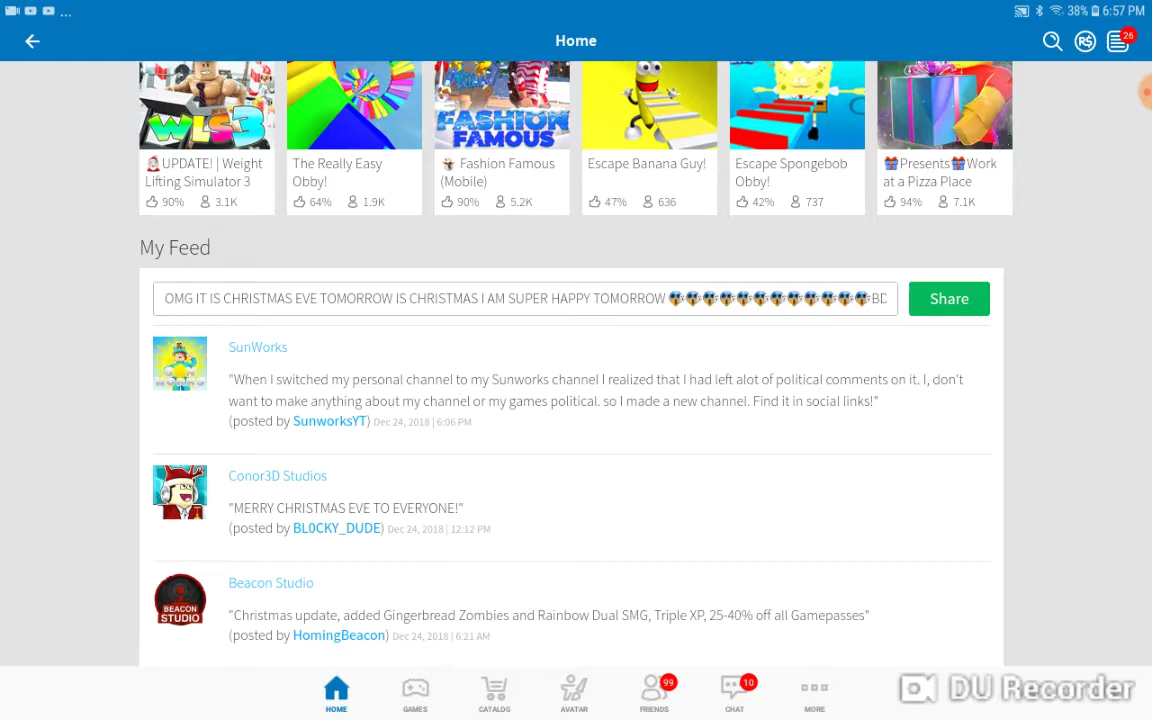 ... 38% 6:57 PM
Home
R$ 26
WLS3
FASHION
FAMOUS
🎅UPDATE! | Weight
Lifting Simulator 3
The Really Easy
Obby!
Fashion Famous
(Mobile)
Escape Banana Guy!
Escape Spongebob
Obby!
🎁Presents🎁Work
at a Pizza Place
90% 3.1K
64% 1.9K
90% 5.2K
47% 636
42% 737
94% 7.1K
My Feed
OMG IT IS CHRISTMAS EVE TOMORROW IS CHRISTMAS I AM SUPER HAPPY TOMORROW 😱😱😱😱😱😱😱😱😱😱😱😱BD
Share
SunWorks
"When I switched my personal channel to my Sunworks channel I realized that I had left alot of political comments on it. I, don't
want to make anything about my channel or my games political. so I made a new channel. Find it in social links!"
(posted by SunworksYT) Dec 24, 2018 | 6:06 PM
Conor3D Studios
"MERRY CHRISTMAS EVE TO EVERYONE!"
(posted by BL0CKY_DUDE) Dec 24, 2018 | 12:12 PM
Beacon Studio
BEACON
STUDIO
"Christmas update, added Gingerbread Zombies and Rainbow Dual SMG, Triple XP, 25-40% off all Gamepasses"
(posted by HomingBeacon) Dec 24, 2018 | 6:21 AM
99
10
HOME
GAMES
CATALOG
AVATAR
FRIENDS
CHAT
MORE
DU Recorder